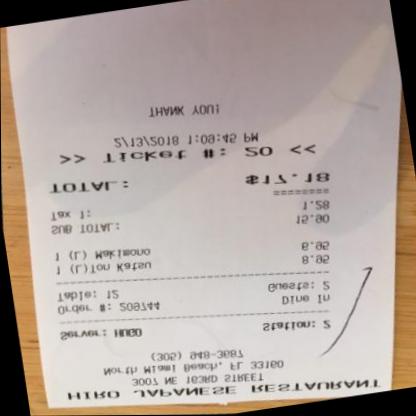 HIRO JAPANESE RESTAURANT
3007 NE 163RD STREET
North Miami Beach, FL 33160
(305) 948-3687
Server: HUGO Station: 2
Order #: 209744 Dine In
Table: 12 Guests: 2
1 (L)Ton Katsu 8.95
1 (L) Makimono 6.95
SUB TOTAL: 15.90
Tax 1: 1.28
========
TOTAL: $17.18
>> Ticket #: 20 <<
2/13/2018 1:09:45 PM
THANK YOU!